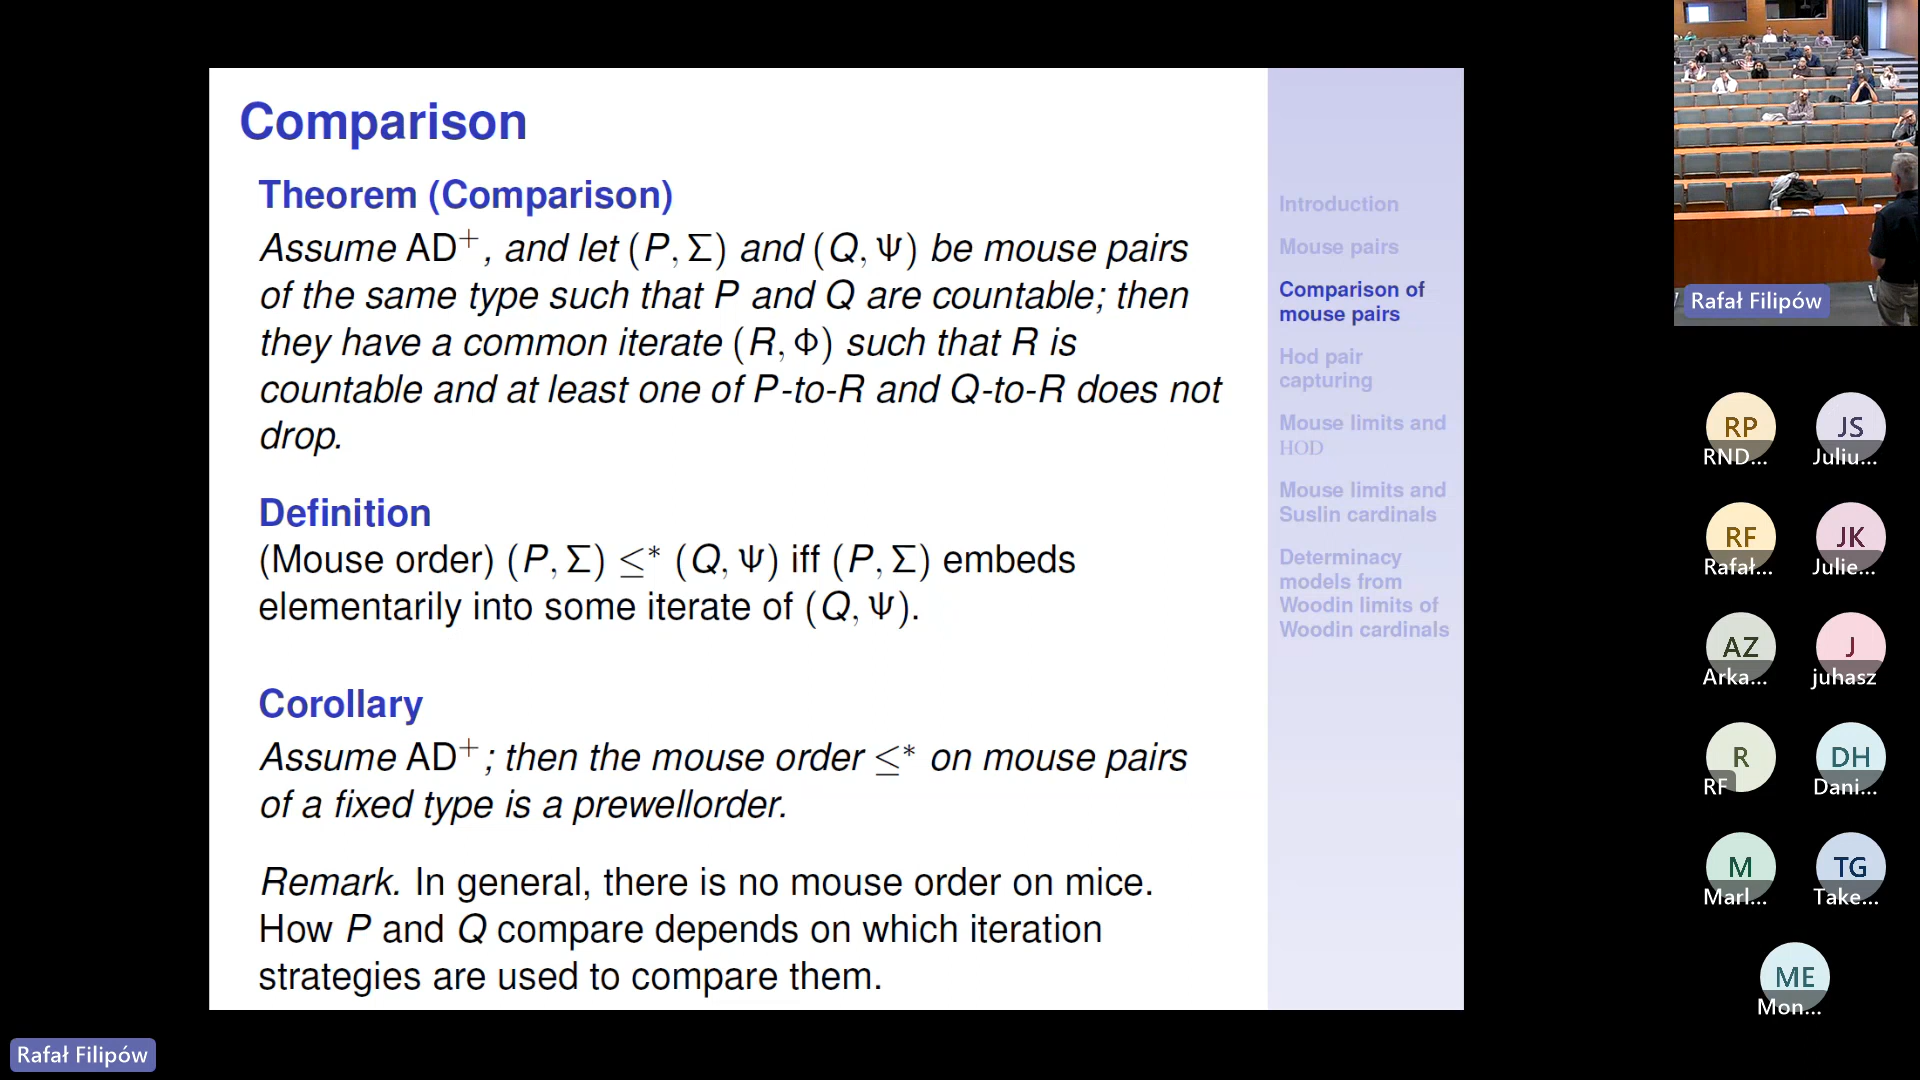 Comparison
Theorem (Comparison)
Assume AD⁺, and let (P, Σ) and (Q, Ψ) be mouse pairs
of the same type such that P and Q are countable; then
they have a common iterate (R, Φ) such that R is
countable and at least one of P-to-R and Q-to-R does not
drop.
Definition
(Mouse order) (P, Σ) ≤* (Q, Ψ) iff (P, Σ) embeds
elementarily into some iterate of (Q, Ψ).
Corollary
Assume AD⁺; then the mouse order ≤* on mouse pairs
of a fixed type is a prewellorder.
Remark. In general, there is no mouse order on mice.
How P and Q compare depends on which iteration
strategies are used to compare them.
Introduction
Mouse pairs
Comparison of
mouse pairs
Hod pair
capturing
Mouse limits and
HOD
Mouse limits and
Suslin cardinals
Determinacy
models from
Woodin limits of
Woodin cardinals
Rafał Filipów
RP
RND...
JS
Juliu...
RF
Rafał...
JK
Julie...
AZ
Arka...
J
juhasz
R
RF
DH
Dani...
M
Marl...
TG
Take...
ME
Mon...
Rafał Filipów